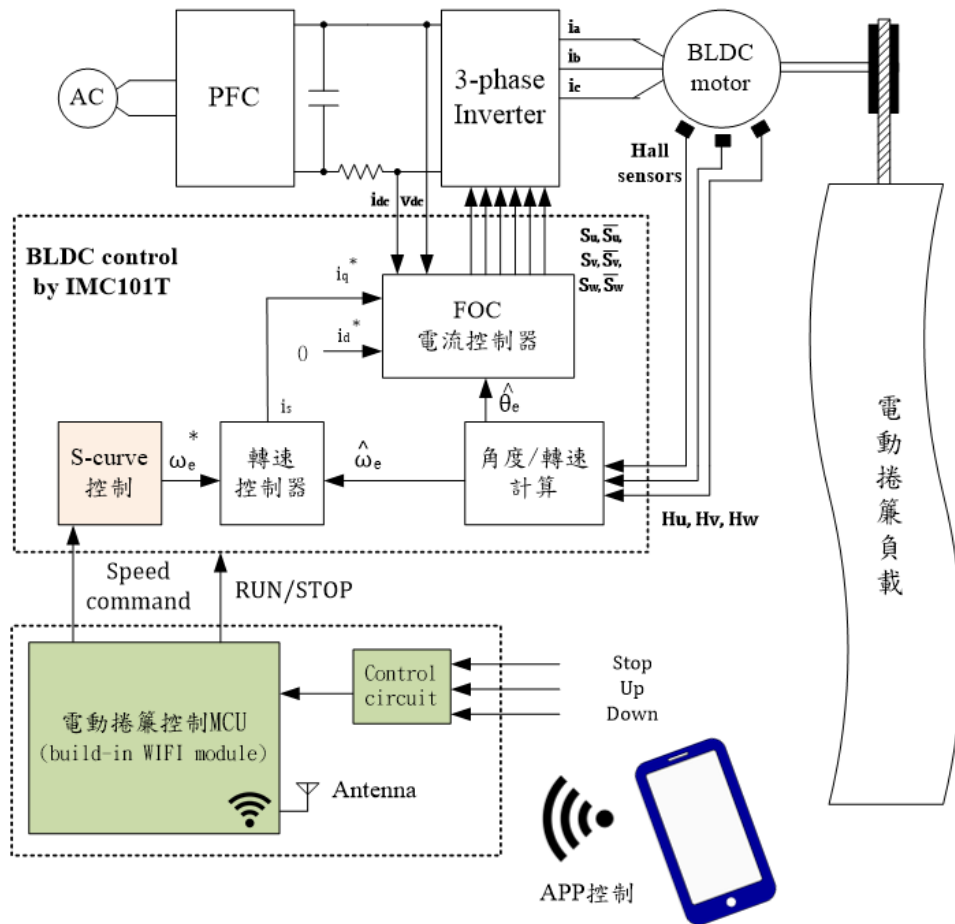 AC
PFC
3-phase
Inverter
ia
ib
ic
BLDC
motor
Hall
sensors
idc
vdc
Su, S̅u̅,
Sv, S̅v̅,
Sw, S̅w̅
BLDC control
by IMC101T
iq*
id*
0
FOC
電流控制器
θ̂e
is
S-curve
控制
ωe*
轉速
控制器
ω̂e
角度/轉速
計算
Hu, Hv, Hw
電動捲簾負載
Speed
command
RUN/STOP
電動捲簾控制MCU
(build-in WIFI module)
Control
circuit
Stop
Up
Down
Antenna
APP控制